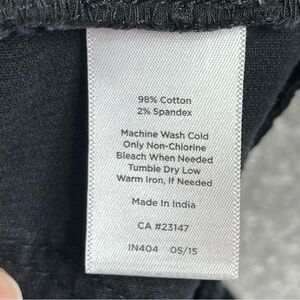 98% Cotton
2% Spandex
Machine Wash Cold
Only Non-Chlorine
Bleach When Needed
Tumble Dry Low
Warm Iron, If Needed
Made In India
CA #23147
IN404 05/15